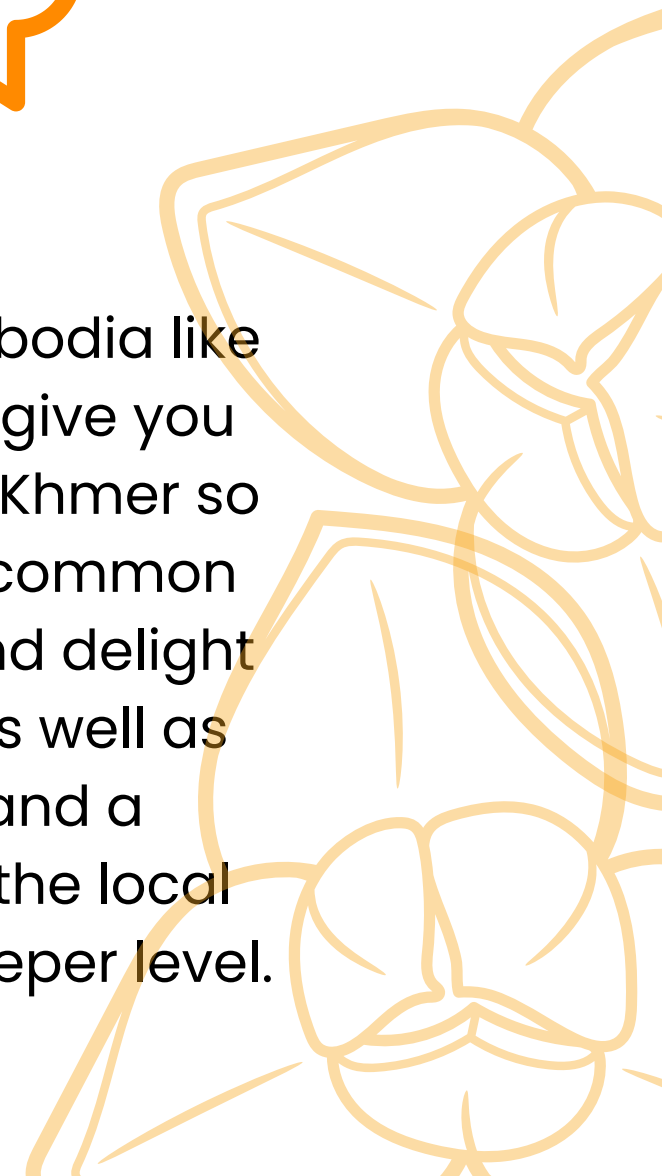 bodia like
give you
Khmer so
common
nd delight
s well as
and a
the local
eper level.